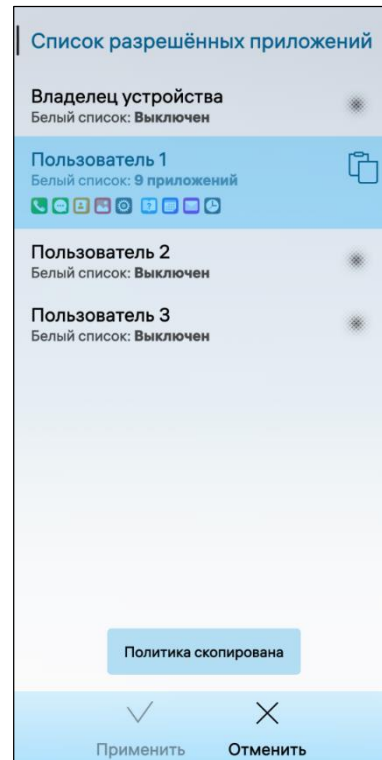 Список разрешённых приложений
Владелец устройства
Белый список: Выключен
Пользователь 1
Белый список: 9 приложений
Пользователь 2
Белый список: Выключен
Пользователь 3
Белый список: Выключен
Политика скопирована
Применить Отменить